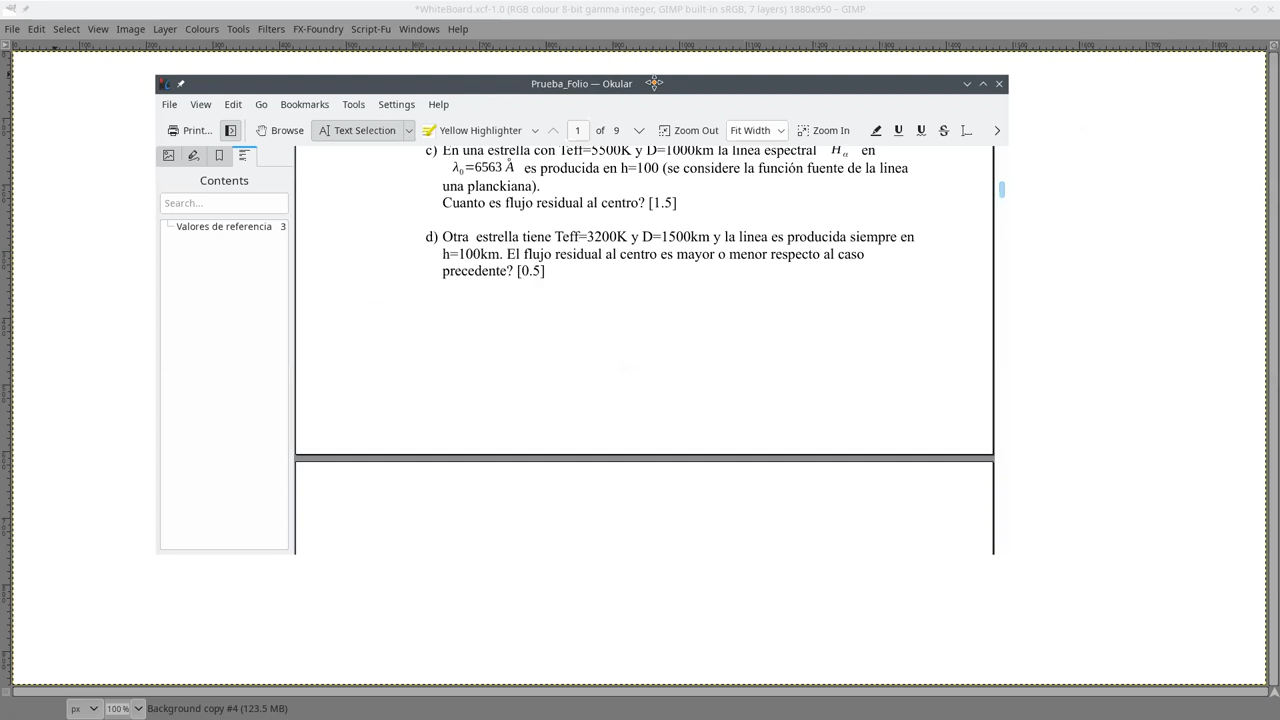 *WhiteBoard.xcf-1.0 (RGB colour 8-bit gamma integer, GIMP built-in sRGB, 7 layers) 1880x950 – GIMP
File Edit Select View Image Layer Colours Tools Filters FX-Foundry Script-Fu Windows Help
Prueba_Folio — Okular
File View Edit Go Bookmarks Tools Settings Help
Print... Browse Text Selection Yellow Highlighter 1 of 9 Zoom Out Fit Width Zoom In
Contents
Search...
Valores de referencia 3
c) En una estrella con Teff=5500K y D=1000km la linea espectral Hα en
λ₀=6563 Å es producida en h=100 (se considere la función fuente de la linea
una planckiana).
Cuanto es flujo residual al centro? [1.5]
d) Otra estrella tiene Teff=3200K y D=1500km y la linea es producida siempre en
h=100km. El flujo residual al centro es mayor o menor respecto al caso
precedente? [0.5]
px 100 % Background copy #4 (123.5 MB)